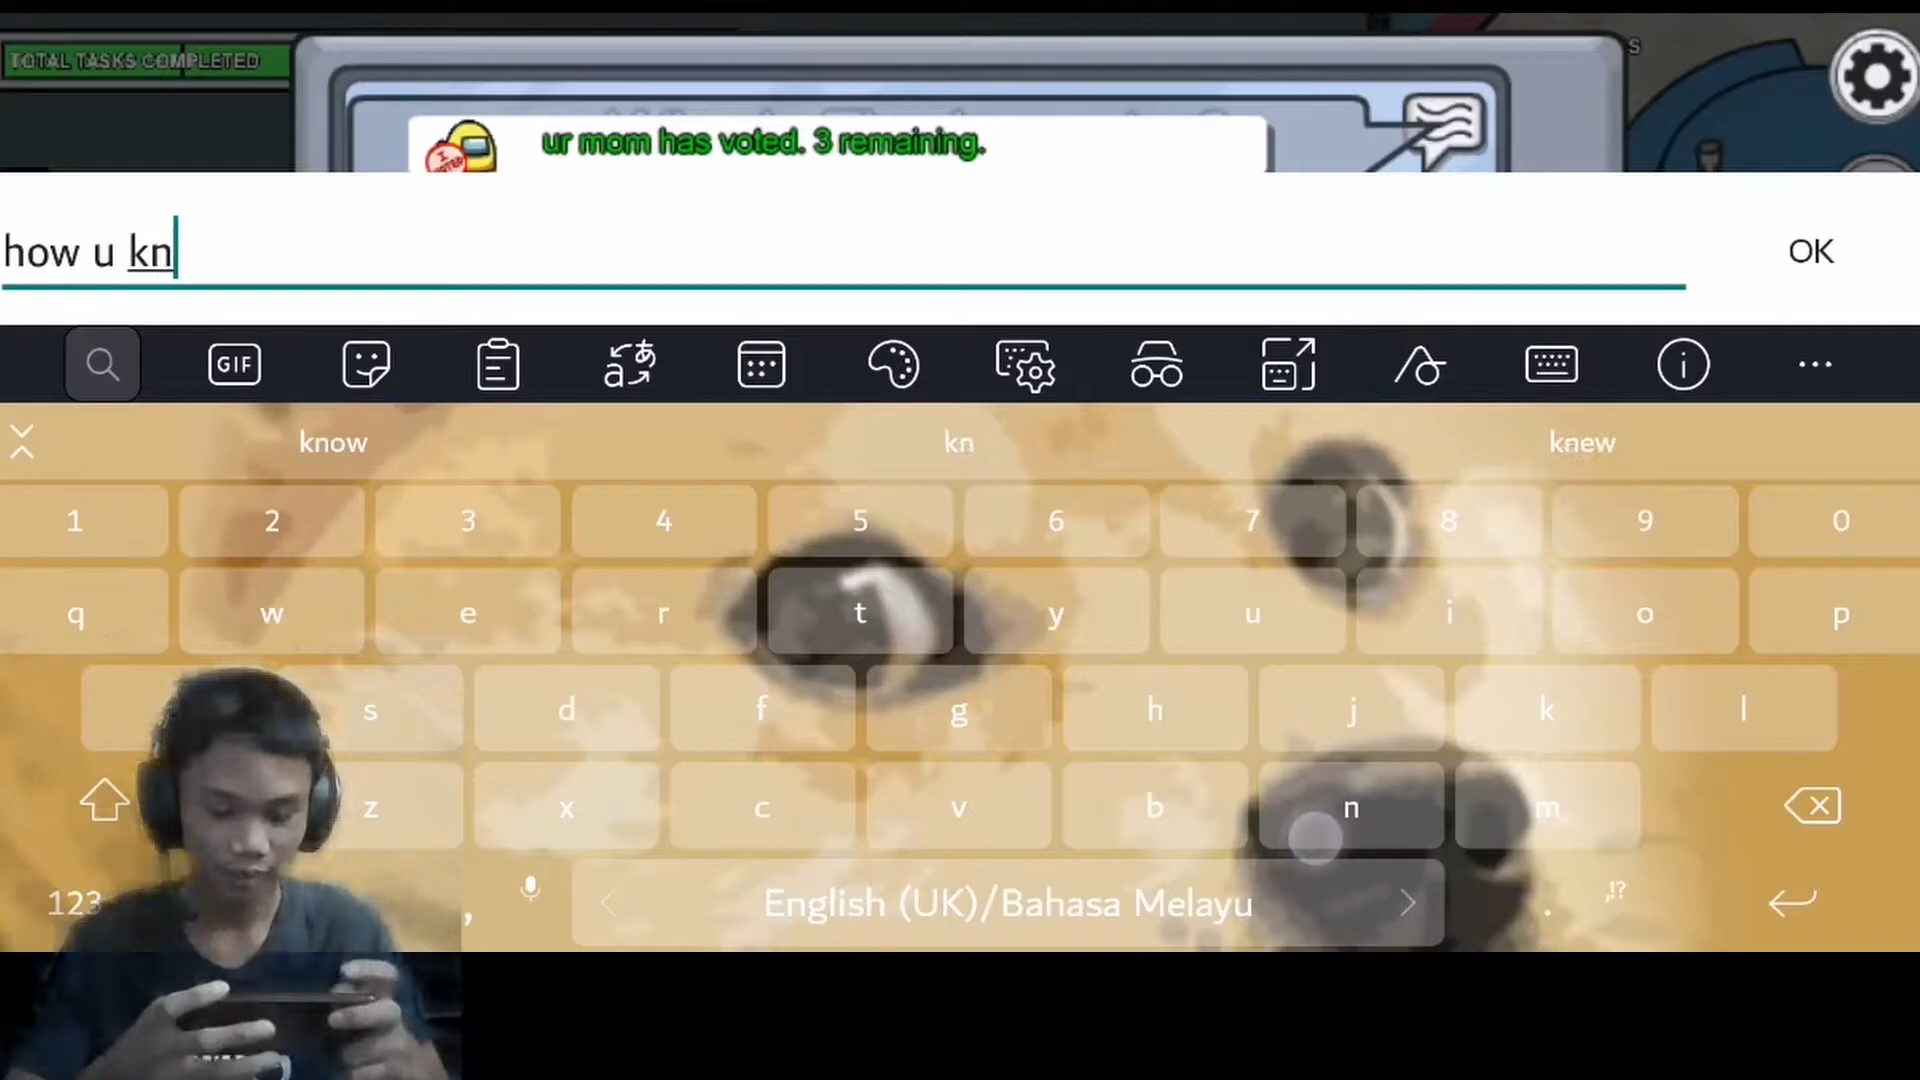 TOTAL TASKS COMPLETED
S
I VOTED
ur mom has voted. 3 remaining.
how u kn
OK
GIF
know kn knew
1 2 3 4 5 6 7 8 9 0
q w e r t y u i o p
s d f g h j k l
z x c v b n m
123 , English (UK)/Bahasa Melayu . !?